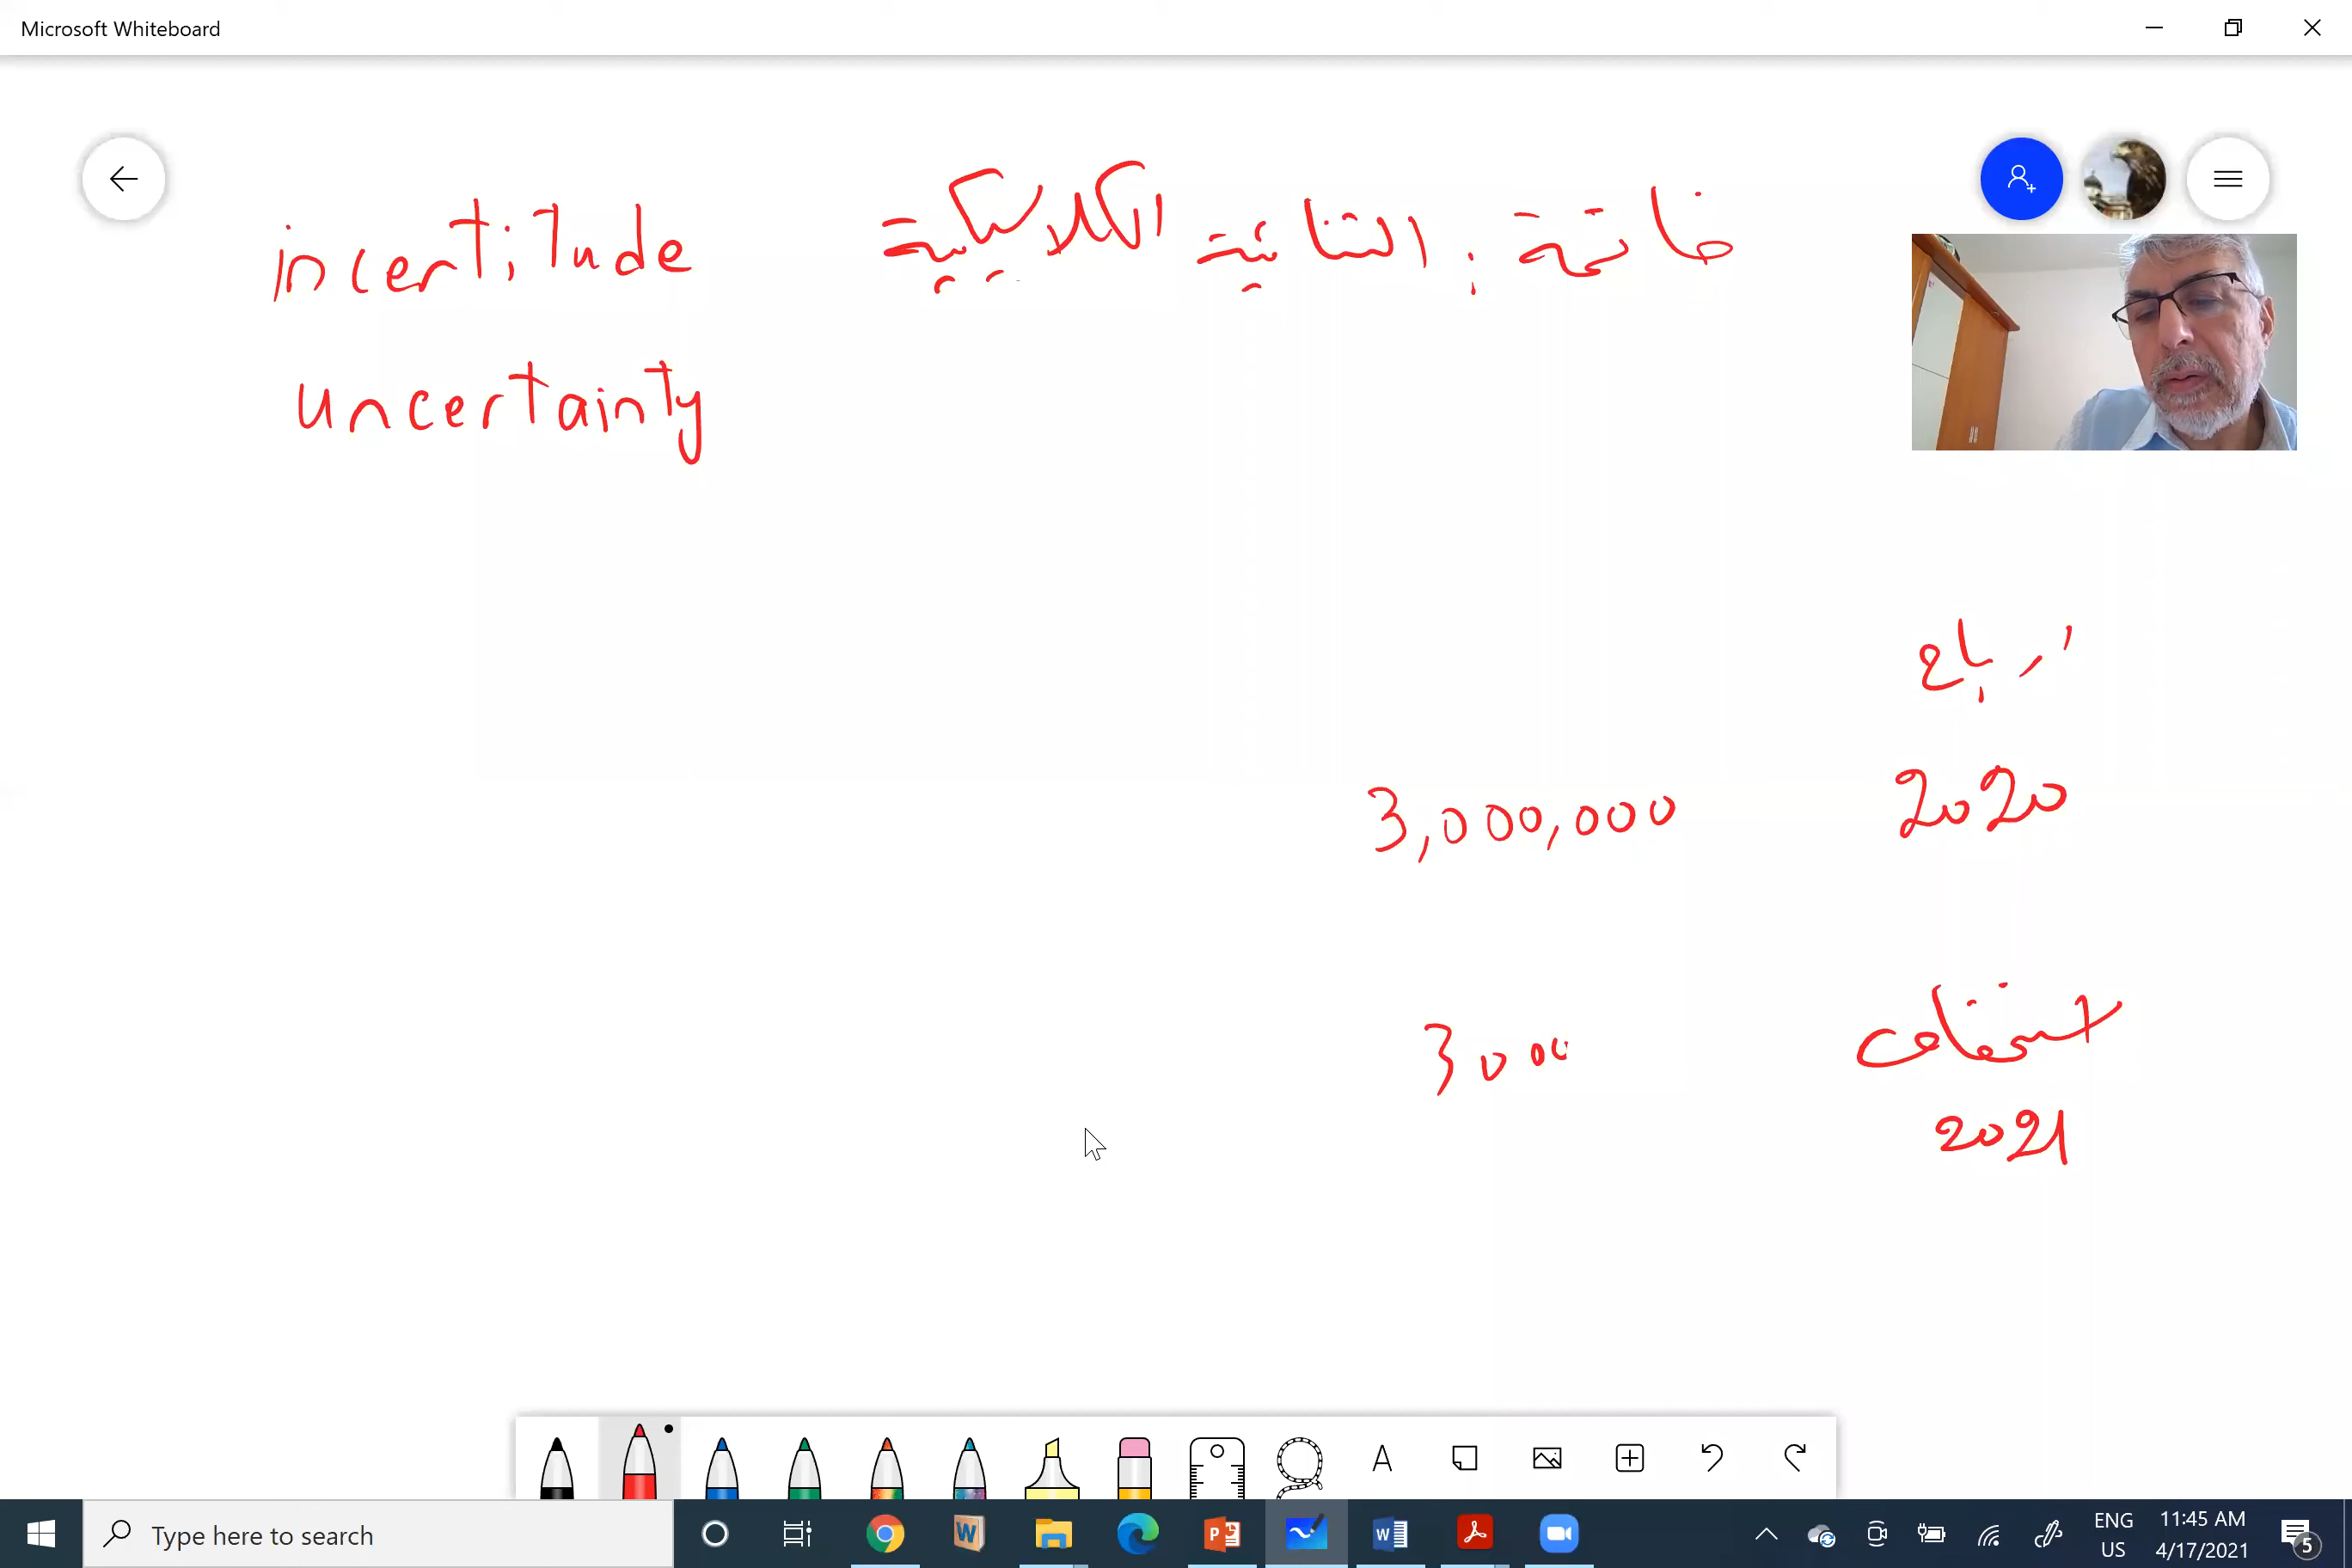 Microsoft Whiteboard
incertitude
خاتمة : الثنائية الكلاسيكية
uncertainty
ارباح
3,000,000 2020
3000
2021
A
Type here to search
ENG
US
11:45 AM
4/17/2021
5